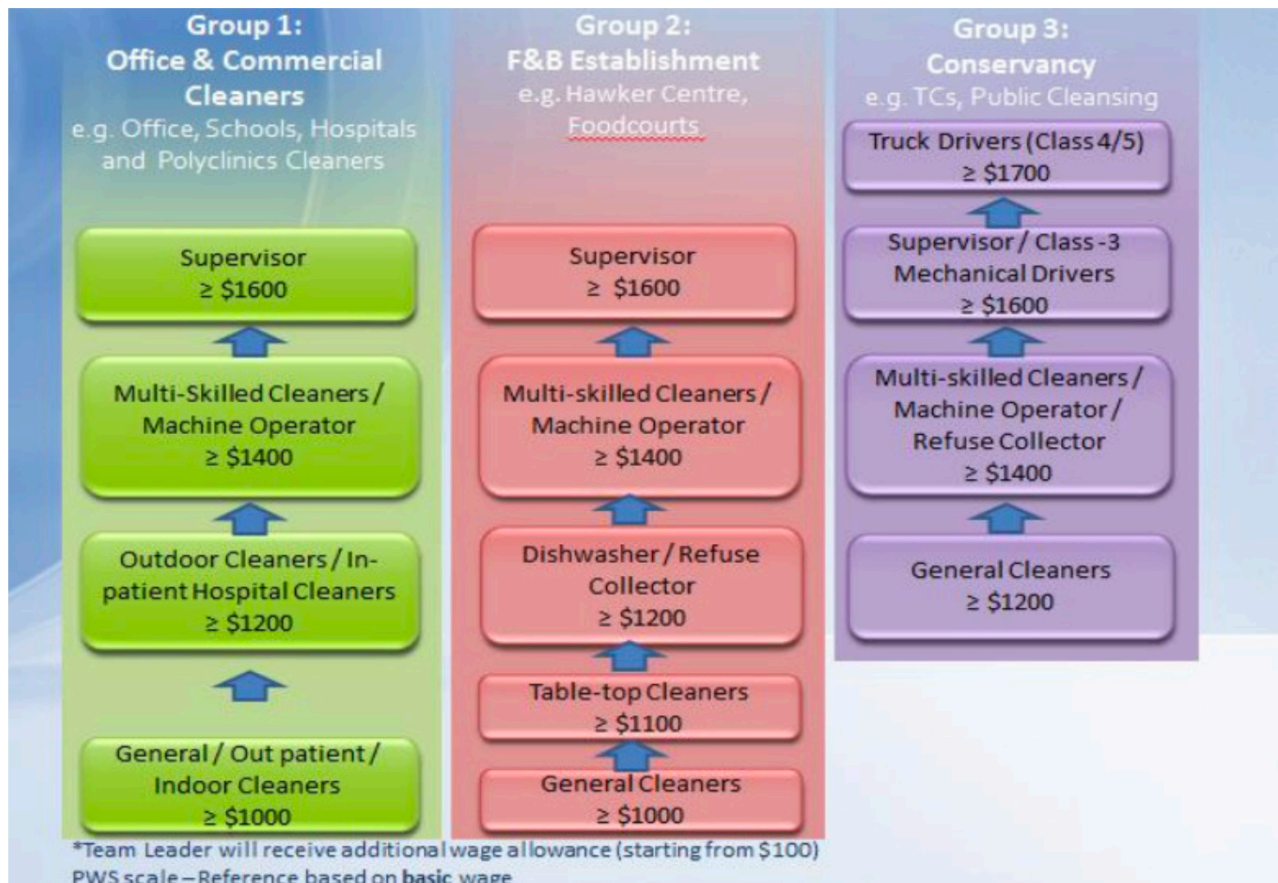 Group 1:
Office & Commercial
Cleaners
e.g. Office, Schools, Hospitals
and Polyclinics Cleaners
Supervisor
≥ $1600
Multi-Skilled Cleaners /
Machine Operator
≥ $1400
Outdoor Cleaners / In-
patient Hospital Cleaners
≥ $1200
General / Out patient /
Indoor Cleaners
≥ $1000
Group 2:
F&B Establishment
e.g. Hawker Centre,
Foodcourts
Supervisor
≥ $1600
Multi-skilled Cleaners /
Machine Operator
≥ $1400
Dishwasher / Refuse
Collector
≥ $1200
Table-top Cleaners
≥ $1100
General Cleaners
≥ $1000
Group 3:
Conservancy
e.g. TCs, Public Cleansing
Truck Drivers (Class 4/5)
≥ $1700
Supervisor / Class -3
Mechanical Drivers
≥ $1600
Multi-skilled Cleaners /
Machine Operator /
Refuse Collector
≥ $1400
General Cleaners
≥ $1200
*Team Leader will receive additional wage allowance (starting from $100)
PWS scale – Reference based on basic wage